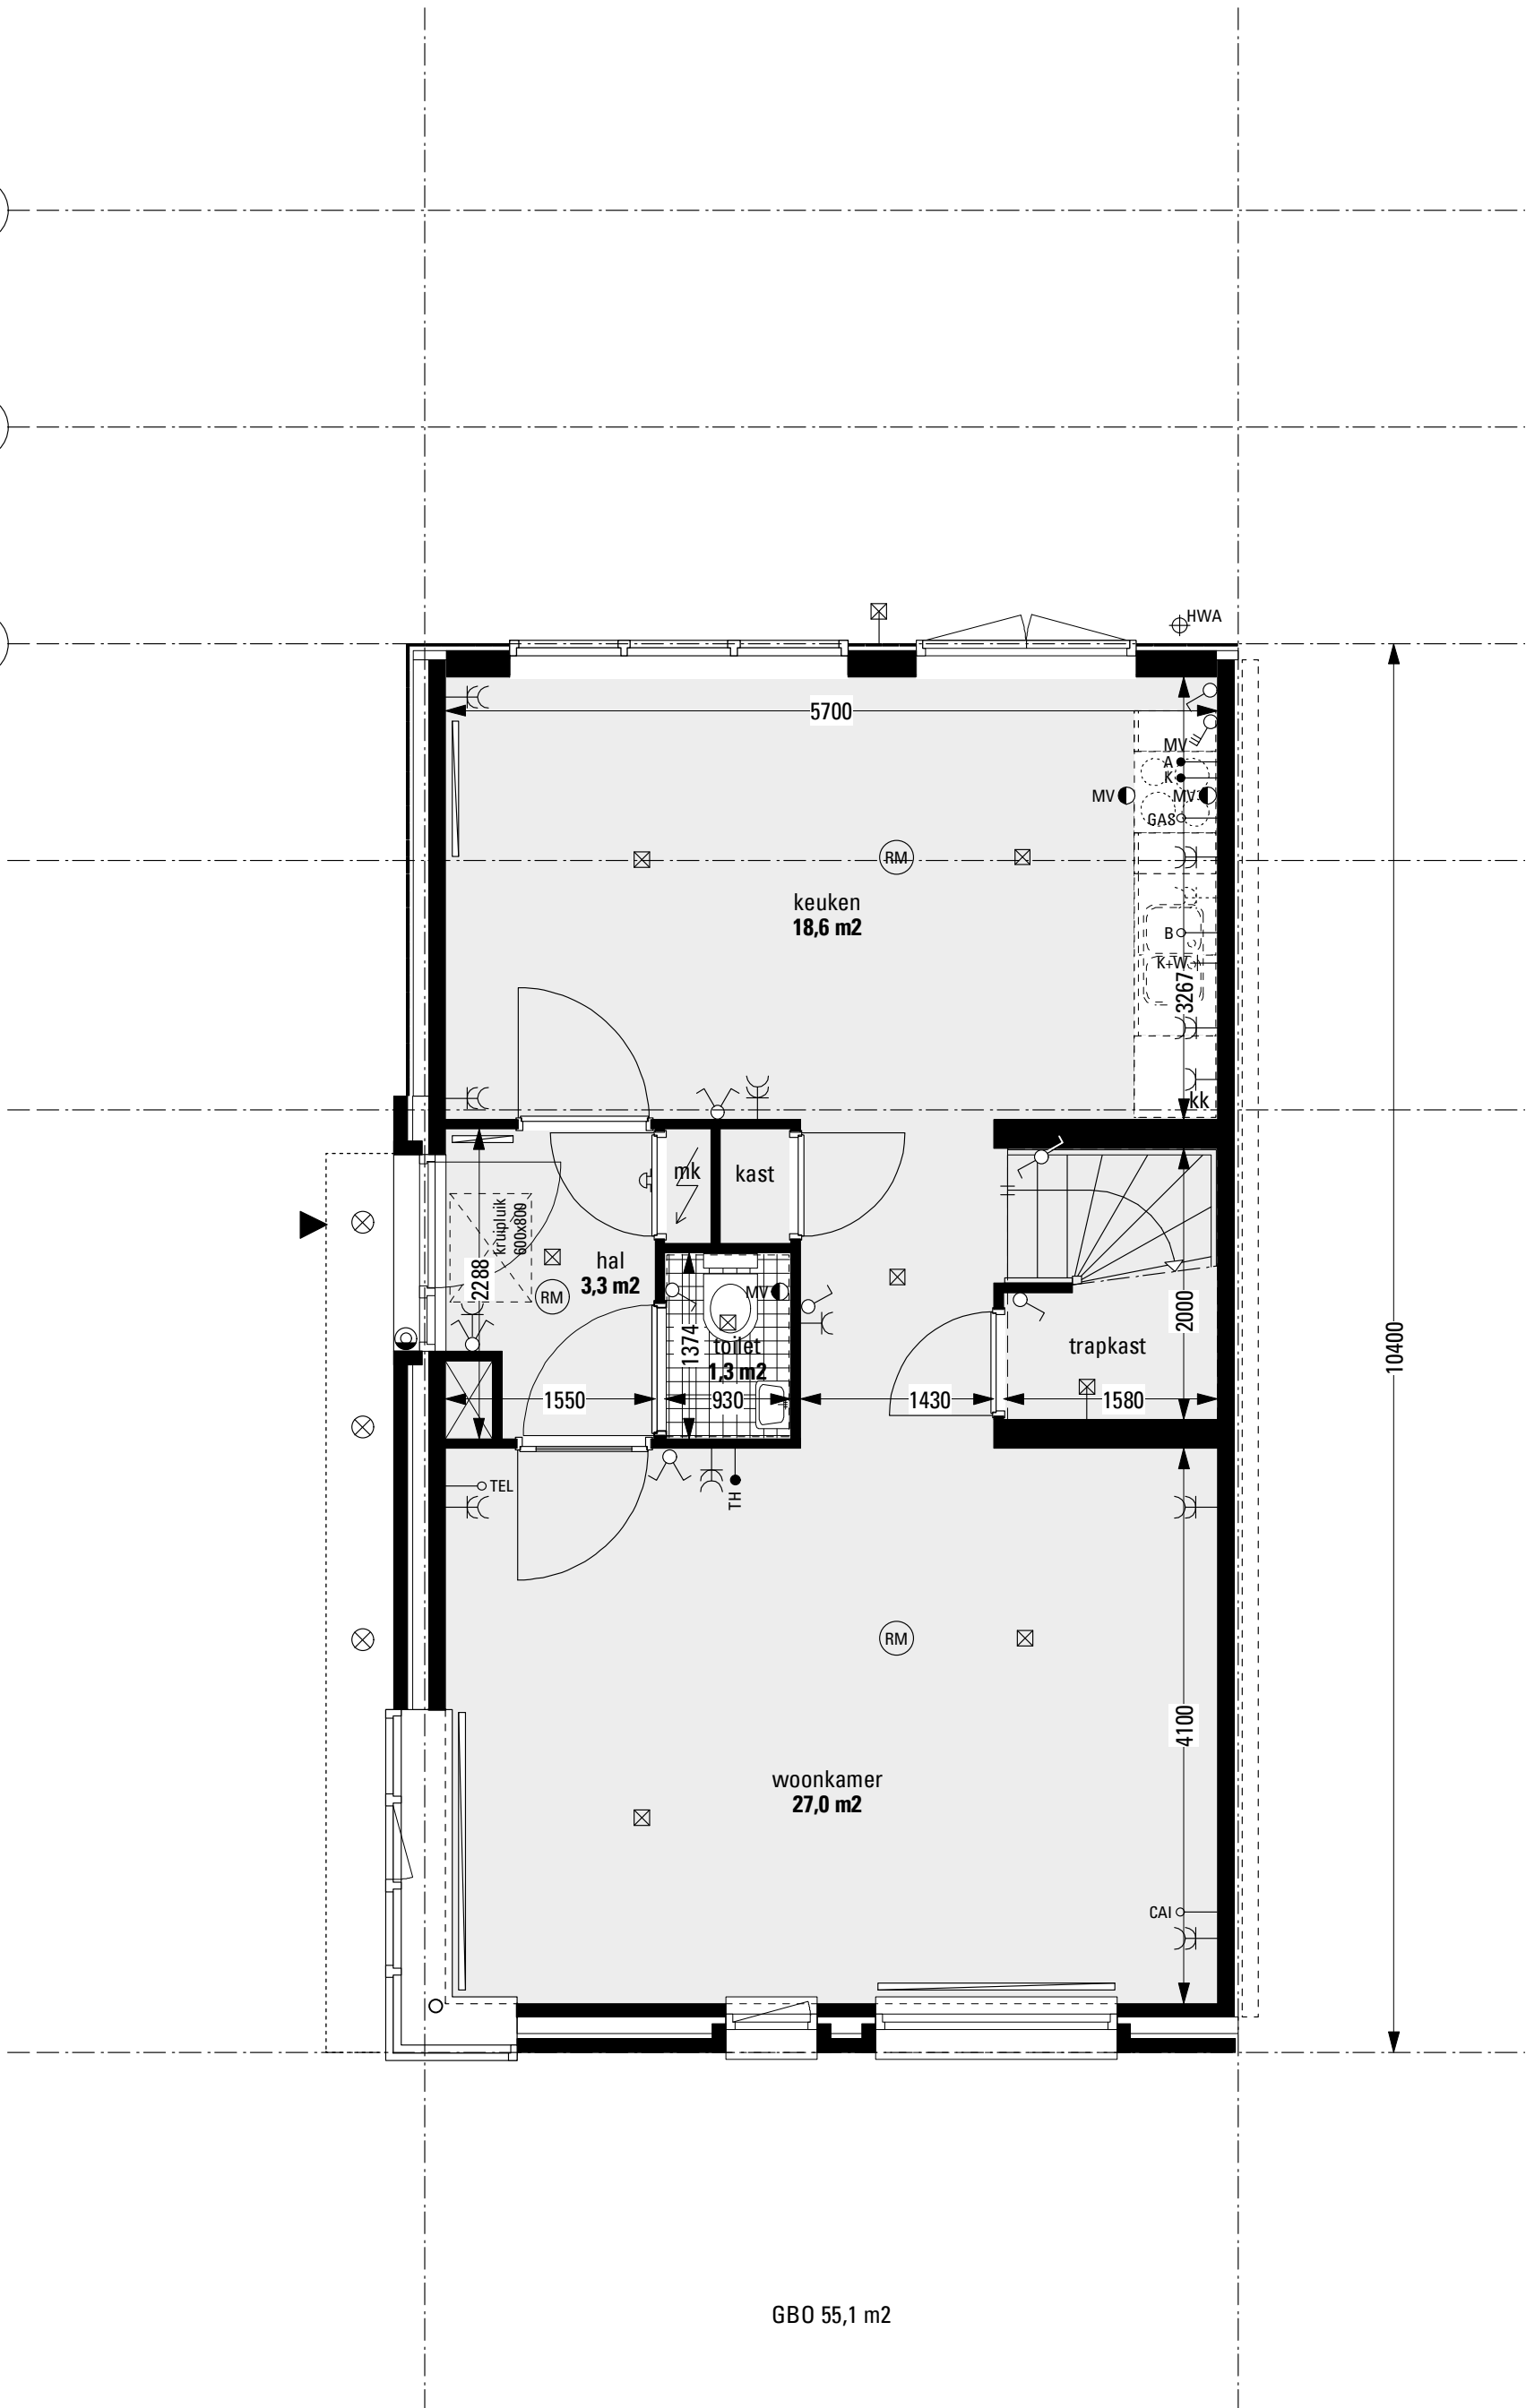 HWA
5700
MV
A
K
MV
MV
GAS
RM
keuken
18,6 m2
B
K+W
3267
kk
mk
kast
kruipluik
600x800
hal
3,3 m2
2288
RM
MV
1374
toilet
1,3 m2
2000
trapkast
10400
1550
930
1430
1580
TEL
TH
RM
4100
woonkamer
27,0 m2
CAI
GBO 55,1 m2